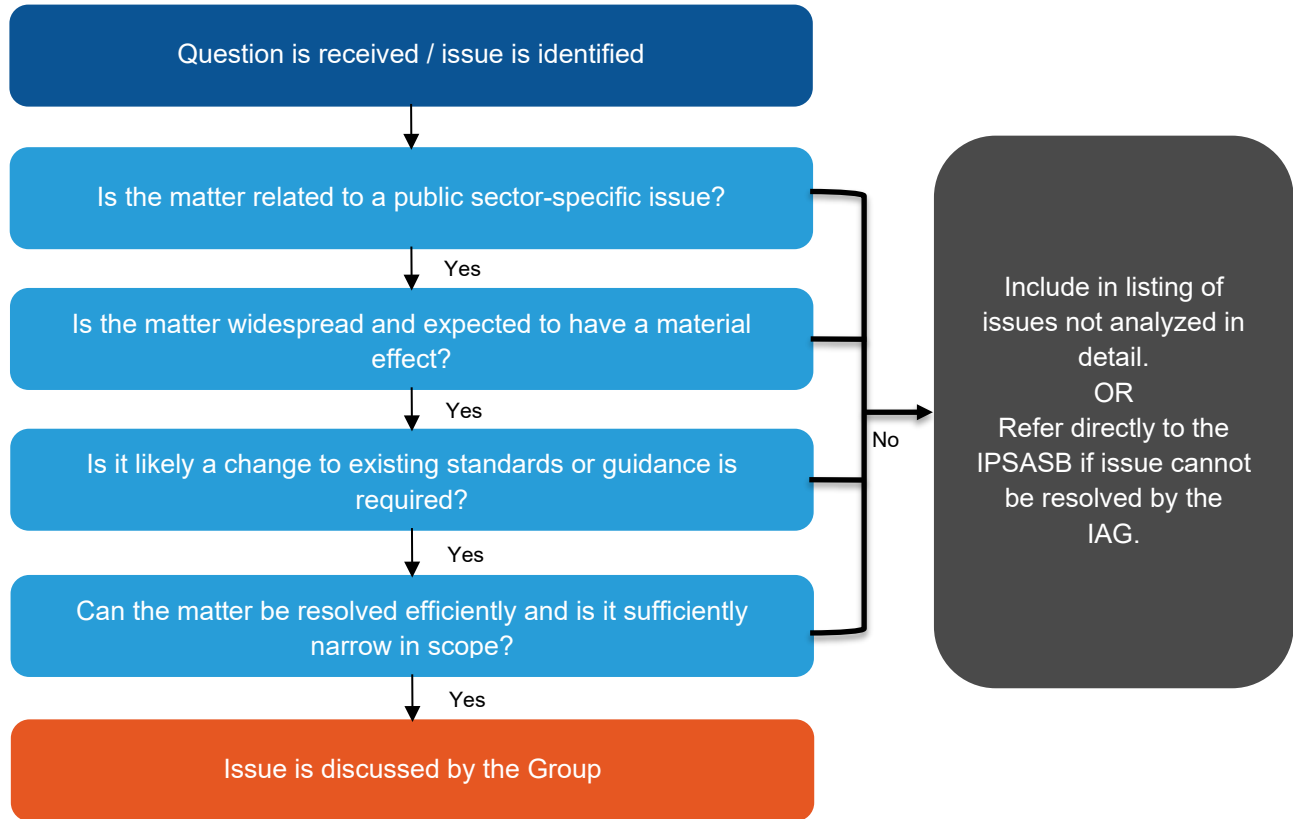 Question is received / issue is identified
Is the matter related to a public sector-specific issue?
Yes
Is the matter widespread and expected to have a material
effect?
Yes
Is it likely a change to existing standards or guidance is
required?
Yes
Can the matter be resolved efficiently and is it sufficiently
narrow in scope?
Yes
Issue is discussed by the Group
No
Include in listing of
issues not analyzed in
detail.
OR
Refer directly to the
IPSASB if issue cannot
be resolved by the
IAG.